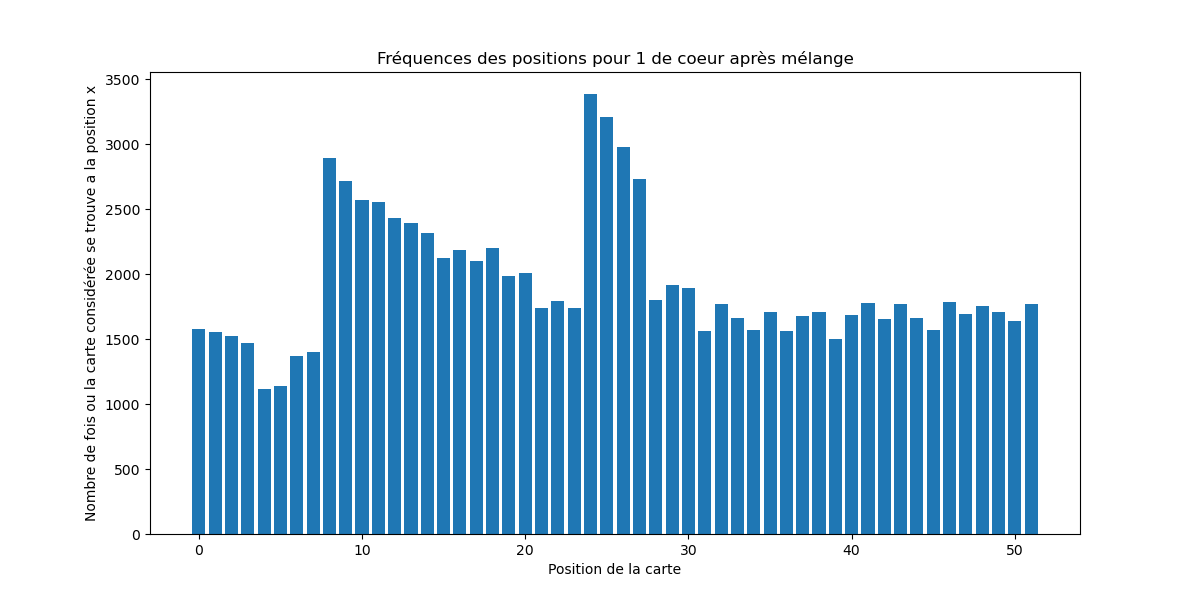 Fréquences des positions pour 1 de coeur après mélange
Nombre de fois ou la carte considérée se trouve a la position x
3500
3000
2500
2000
1500
1000
500
0
0 10 20 30 40 50
Position de la carte